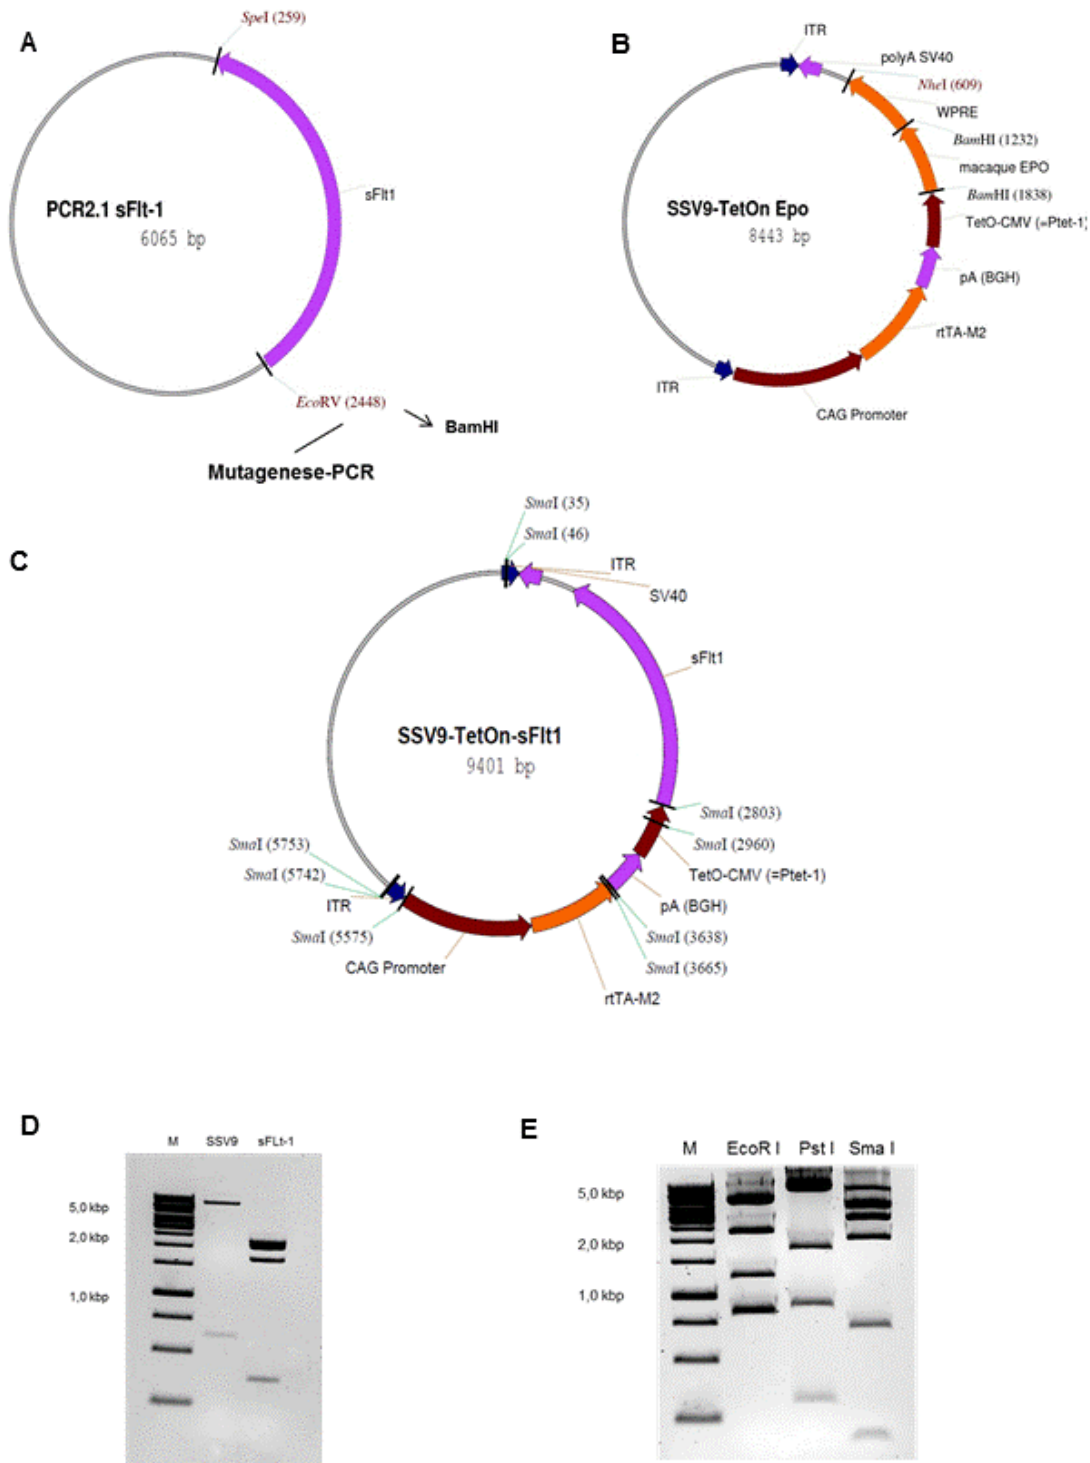 A
SpeI (259)
sFlt1
PCR2.1 sFlt-1
6065 bp
EcoRV (2448)
BamHI
Mutagenese-PCR
B
ITR
polyA SV40
NheI (609)
WPRE
BamHI (1232)
macaque EPO
BamHI (1838)
TetO-CMV (=Ptet-1)
pA (BGH)
rtTA-M2
CAG Promoter
ITR
SSV9-TetOn Epo
8443 bp
C
SmaI (35)
SmaI (46)
ITR
SV40
sFlt1
SSV9-TetOn-sFlt1
9401 bp
SmaI (2803)
SmaI (2960)
TetO-CMV (=Ptet-1)
pA (BGH)
SmaI (3638)
SmaI (3665)
rtTA-M2
CAG Promoter
SmaI (5575)
ITR
SmaI (5742)
SmaI (5753)
D
M SSV9 sFLt-1
5,0 kbp
2,0 kbp
1,0 kbp
E
M EcoR I Pst I Sma I
5,0 kbp
2,0 kbp
1,0 kbp